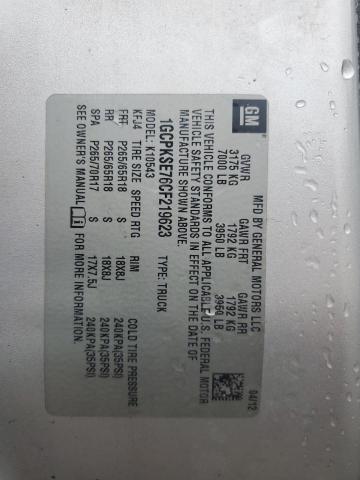 GM
MFD BY GENERAL MOTORS LLC 04/12
GVWR GAWR FRT GAWR RR
3175 KG 1792 KG 1792 KG
7000 LB 3950 LB 3950 LB
THIS VEHICLE CONFORMS TO ALL APPLICABLE U.S. FEDERAL MOTOR
VEHICLE SAFETY STANDARDS IN EFFECT ON THE DATE OF
MANUFACTURE SHOWN ABOVE.
1GCPKSE76CF219623 TYPE: TRUCK
KFJ4 K10543
TIRE SIZE SPEED RTG RIM COLD TIRE PRESSURE
FRT P265/65R18 S 18X8J 240KPA(35PSI)
RR P265/65R18 S 18X8J 240KPA(35PSI)
SPA P265/70R17 S 17X7.5J 240KPA(35PSI)
SEE OWNER'S MANUAL FOR MORE INFORMATION.